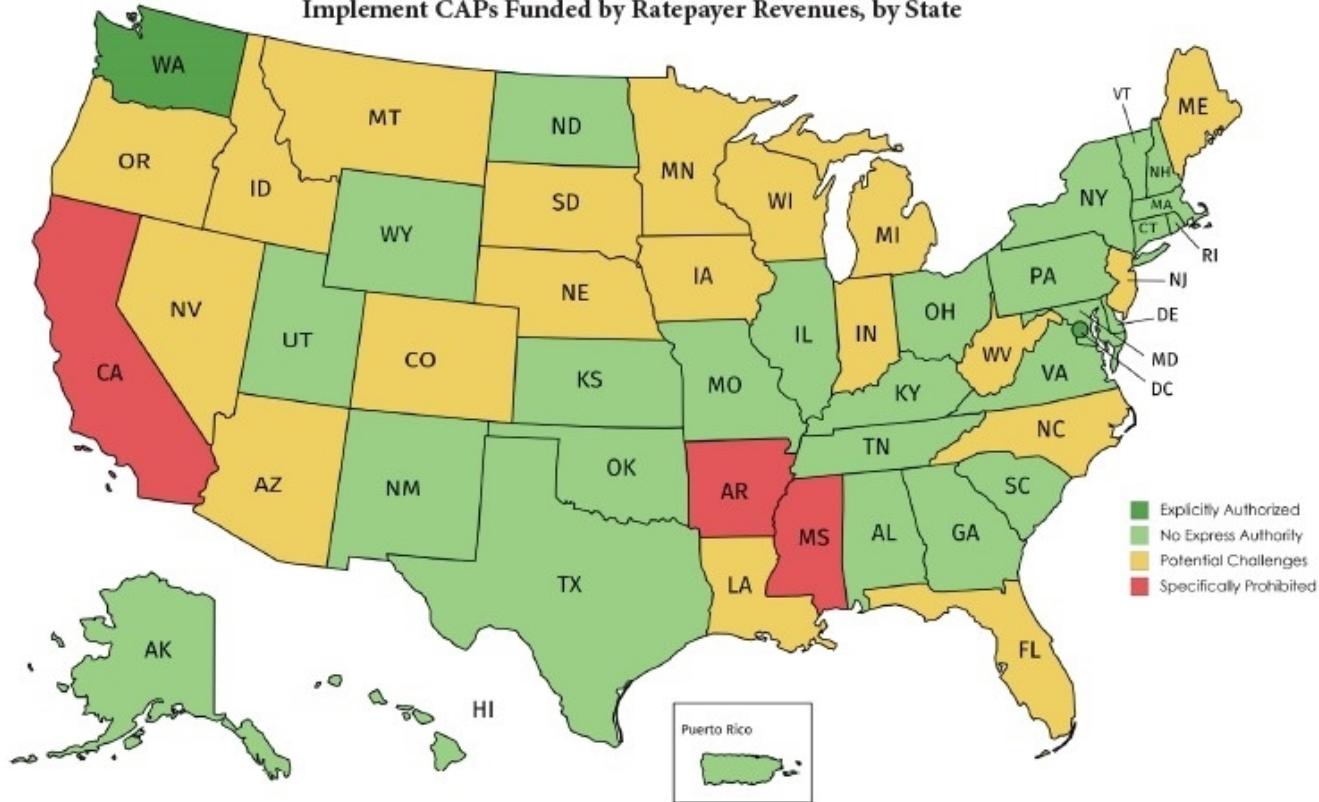 Implement CAPs Funded by Ratepayer Revenues, by State
WA
MT
ND
MN
VT
ME
OR
ID
SD
WI
MI
NH
NY
MA
CT
RI
WY
IA
NE
PA
NJ
NV
UT
CO
IL
IN
OH
DE
WV
MD
DC
VA
CA
KS
MO
KY
NC
TN
AZ
NM
OK
AR
SC
MS
AL
GA
TX
LA
Explicitly Authorized
No Express Authority
Potential Challenges
Specifically Prohibited
AK
HI
FL
Puerto Rico